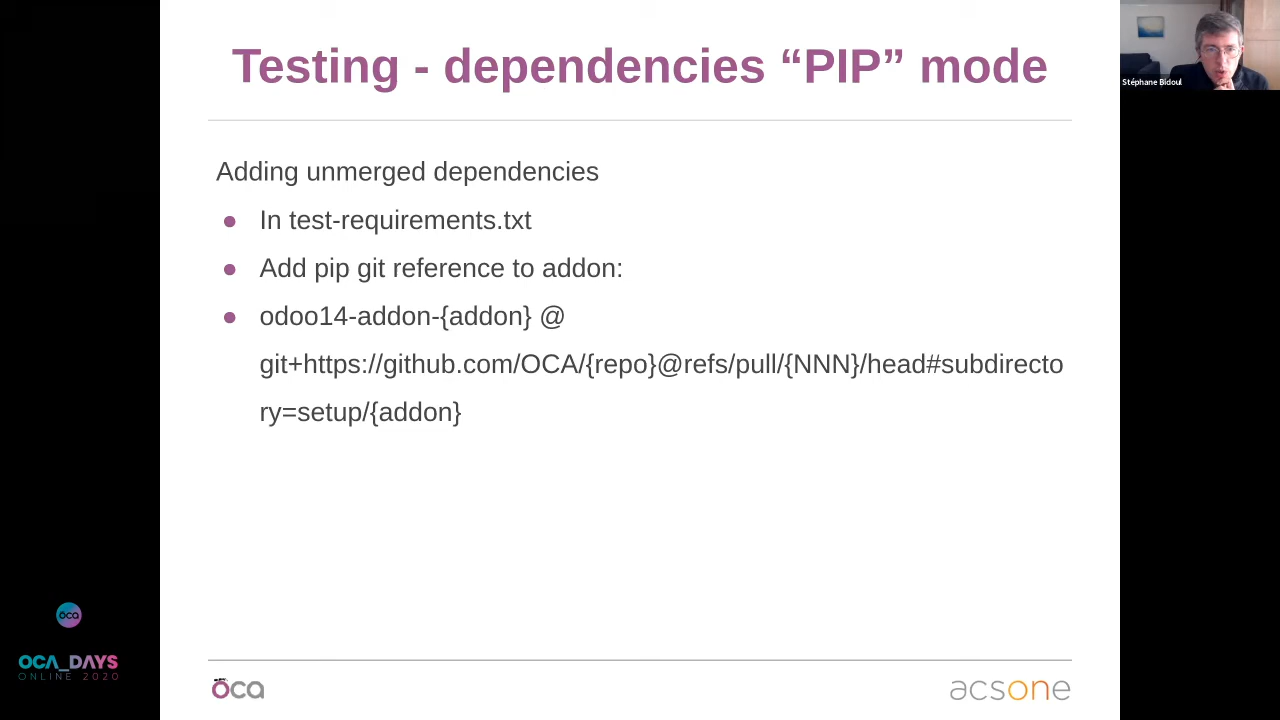 Testing - dependencies “PIP” mode
Stéphane Bidoul
Adding unmerged dependencies
● In test-requirements.txt
● Add pip git reference to addon:
● odoo14-addon-{addon} @
git+https://github.com/OCA/{repo}@refs/pull/{NNN}/head#subdirecto
ry=setup/{addon}
oca
OCA_DAYS
ONLINE 2020
oca
acsone